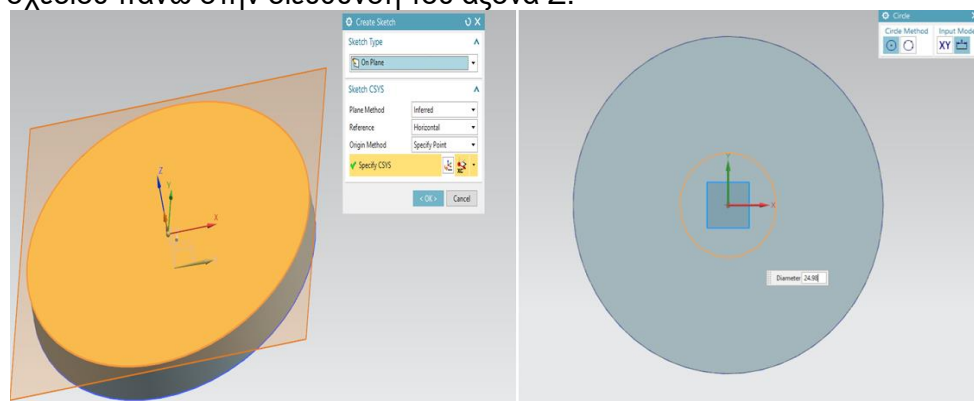 σχεδίου πάνω στην διεύθυνση του άξονα Ζ.
Create Sketch
Sketch Type
On Plane
Sketch CSYS
Plane Method Inferred
Reference Horizontal
Origin Method Specify Point
Specify CSYS
< OK > Cancel
Z
Y
X
Circle
Circle Method Input Mode
XY
Y
X
Diameter 24.98